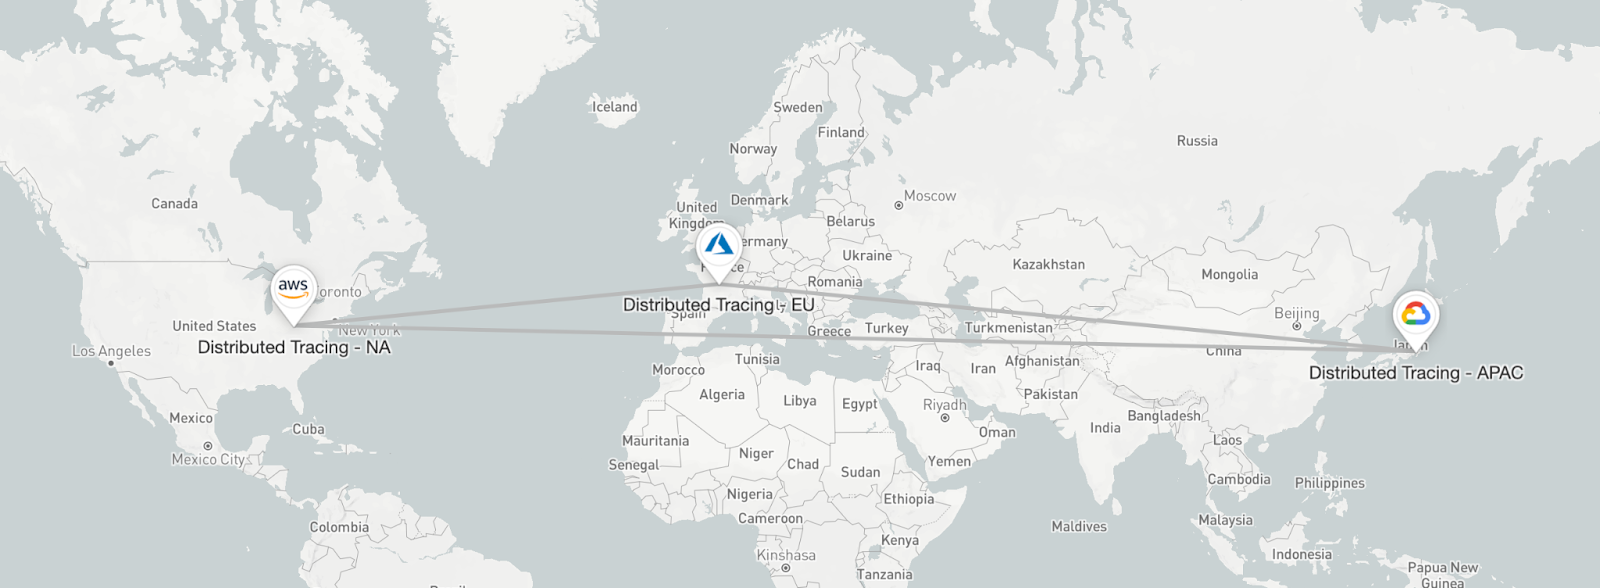 Iceland
Sweden
Finland
Norway
Russia
Moscow
Denmark
United
Kingdom
Canada
Belarus
Germany
Ukraine
France
Kazakhstan
Mongolia
Romania
aws
Toronto
Distributed Tracing - EU
Spain
Beijing
United States
New York
Greece
Turkey
Turkmenistan
Distributed Tracing - NA
Los Angeles
Japan
China
Tunisia
Morocco
Iraq
Iran
Afghanistan
Distributed Tracing - APAC
Algeria
Libya
Egypt
Riyadh
Pakistan
Mexico
Bangladesh
India
Cuba
Oman
Mauritania
Laos
Mexico City
Niger
Chad
Sudan
Yemen
Senegal
Cambodia
Philippines
Nigeria
Ethiopia
Cameroon
Colombia
Maldives
Malaysia
Kenya
Kinshasa
Indonesia
Tanzania
Papua New
Guinea